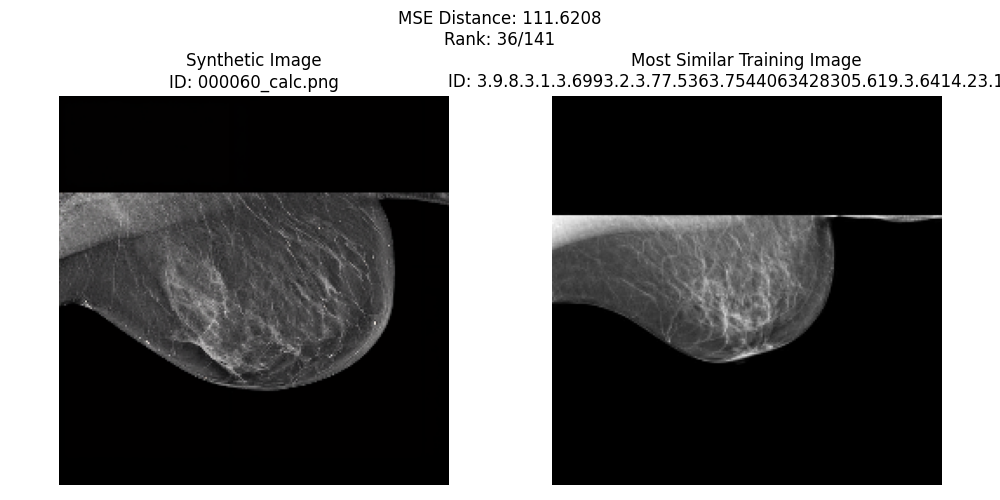 MSE Distance: 111.6208
Rank: 36/141
Synthetic Image
ID: 000060_calc.png
Most Similar Training Image
ID: 3.9.8.3.1.3.6993.2.3.77.5363.7544063428305.619.3.6414.23.1